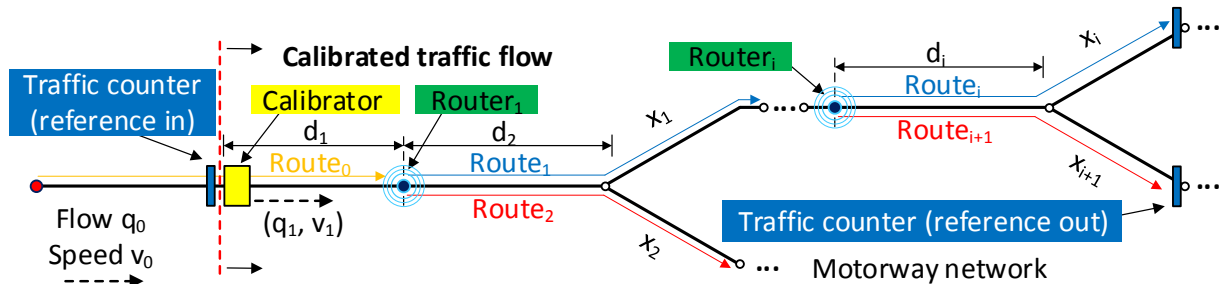 Calibrated traffic flow
Traffic counter
(reference in)
Calibrator
Router₁
d₁
d₂
Route₀
Route₁
Route₂
x₁
x₂
Flow q₀
Speed v₀
(q₁, v₁)
Routerᵢ
dᵢ
Routeᵢ
Routeᵢ₊₁
xᵢ
xᵢ₊₁
...
...
...
...
Traffic counter (reference out)
Motorway network